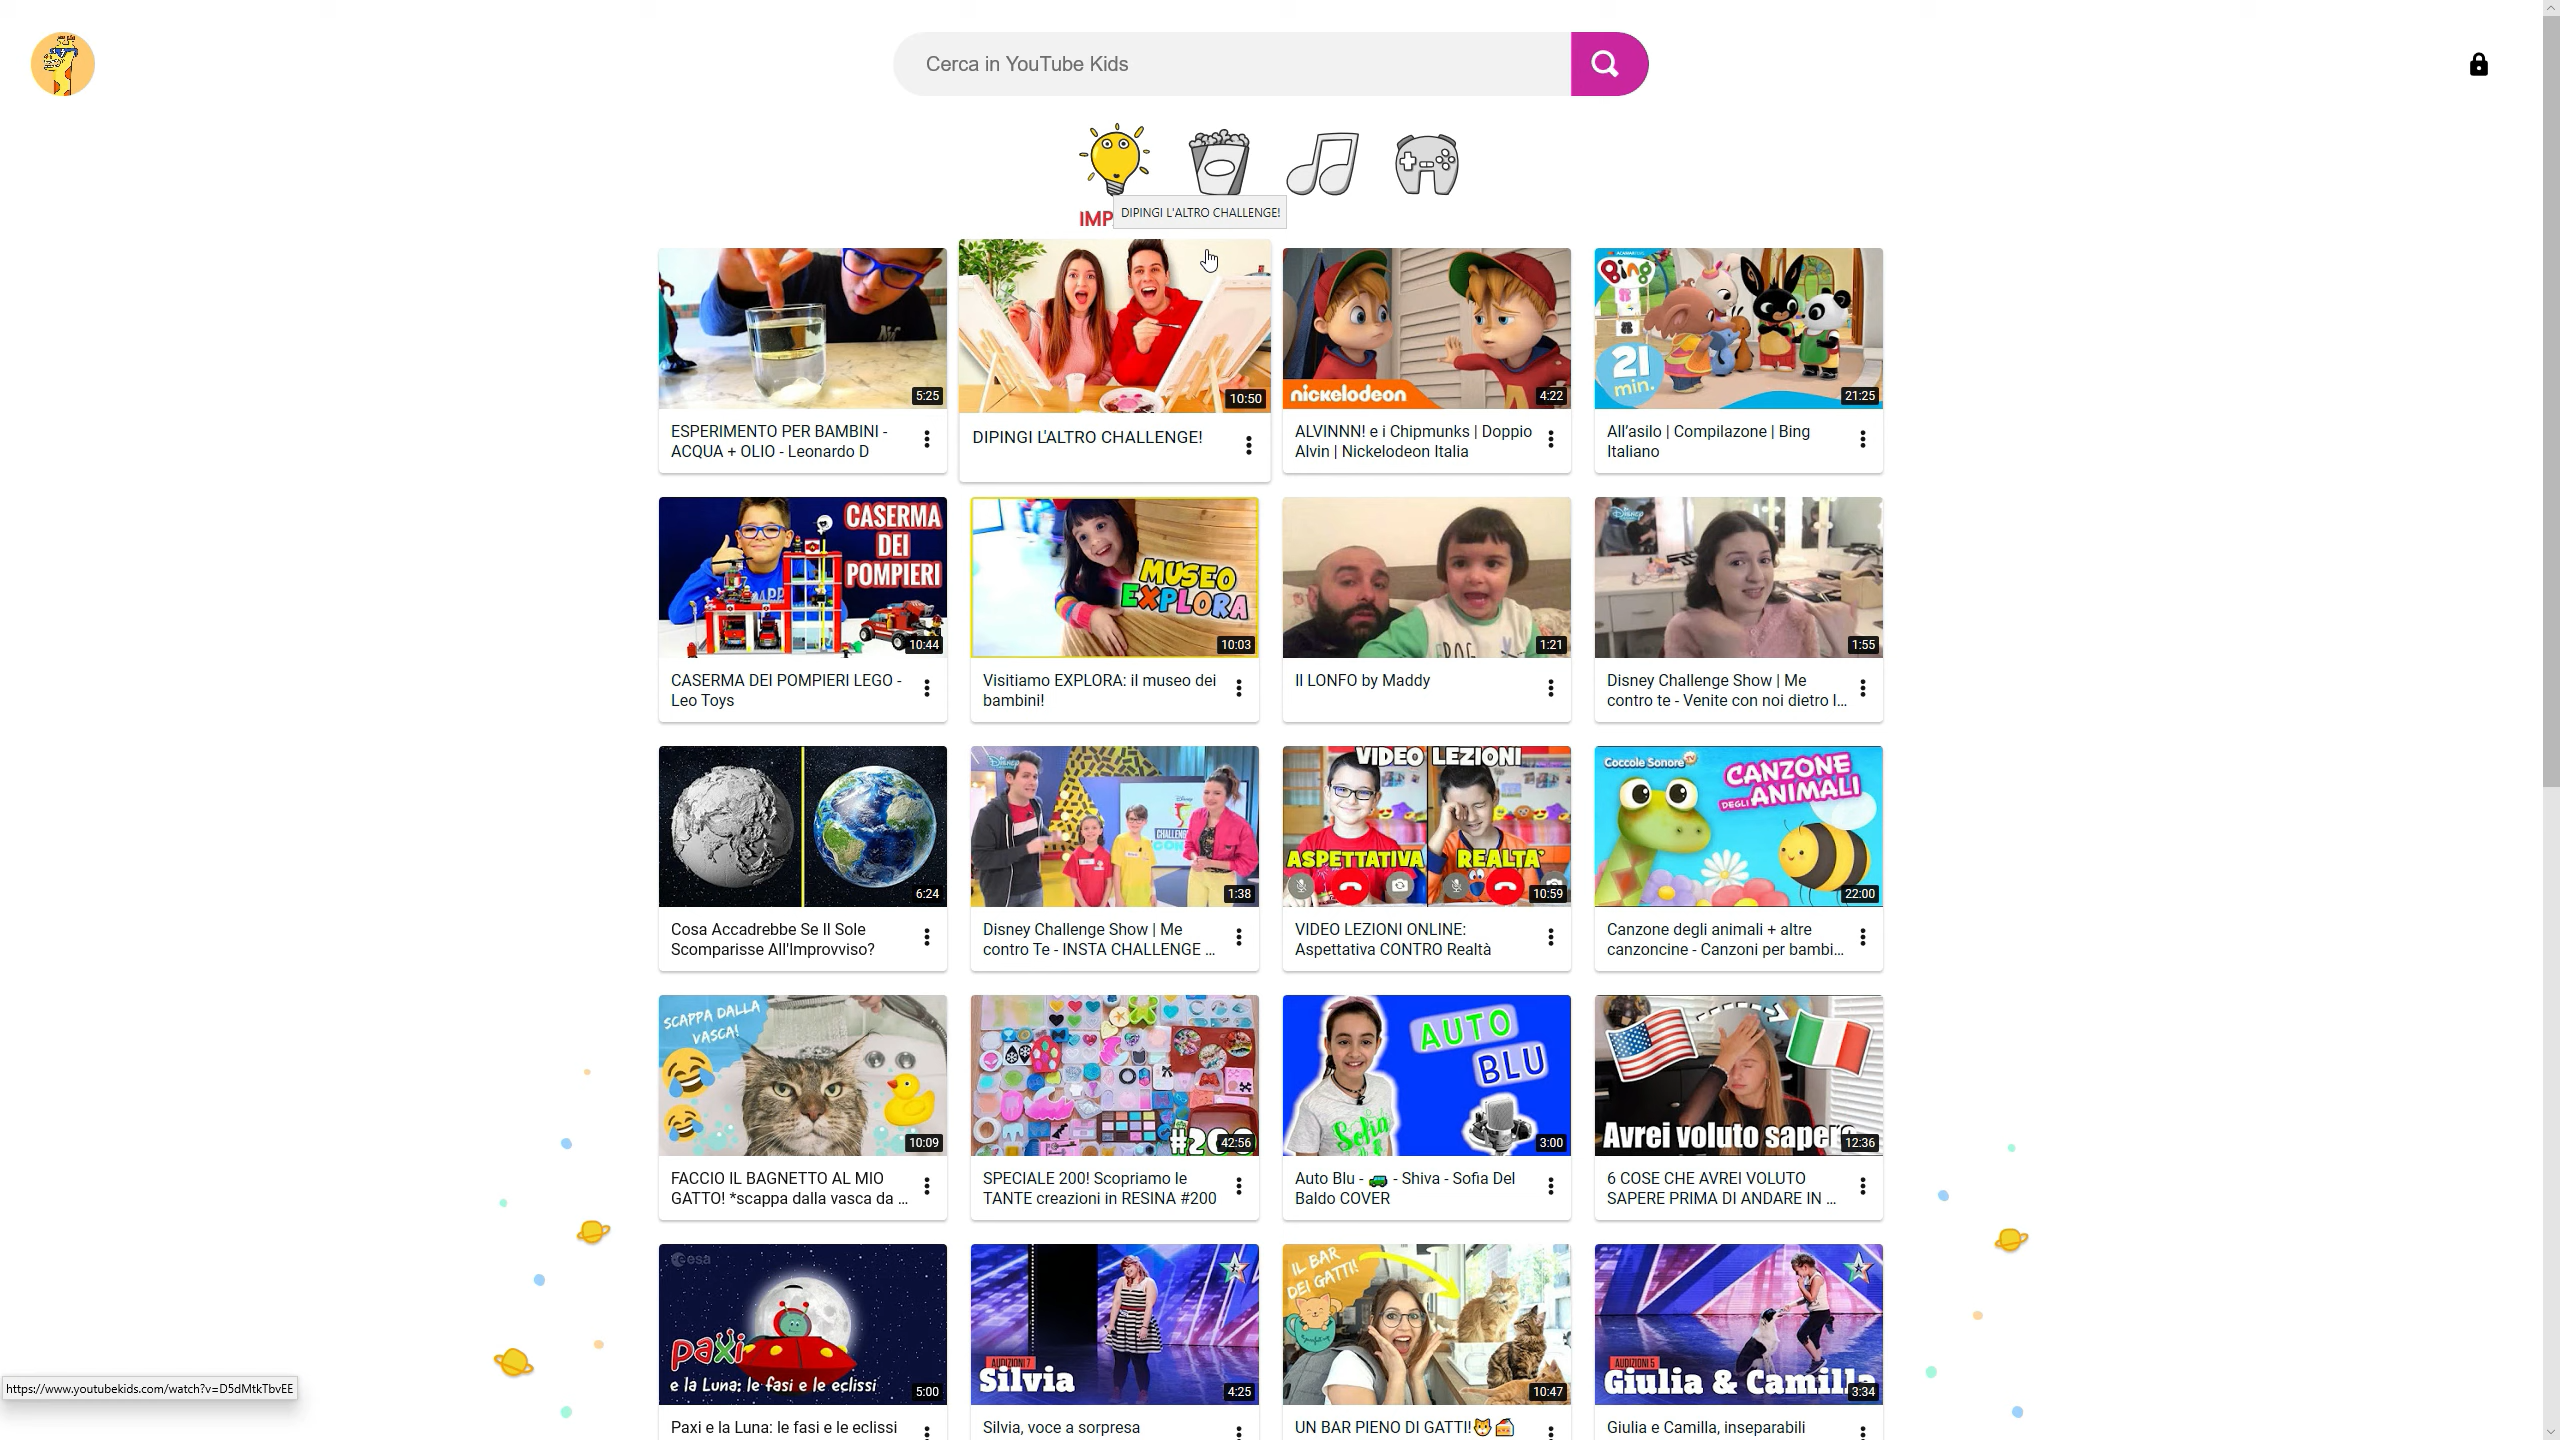 Cerca in YouTube Kids
IMP
DIPINGI L'ALTRO CHALLENGE!
5:25
ESPERIMENTO PER BAMBINI -
ACQUA + OLIO - Leonardo D
10:50
DIPINGI L'ALTRO CHALLENGE!
nickelodeon
4:22
ALVINNN! e i Chipmunks | Doppio
Alvin | Nickelodeon Italia
Bing
21
min.
21:25
All'asilo | Compilazone | Bing
Italiano
CASERMA
DEI
POMPIERI
10:44
CASERMA DEI POMPIERI LEGO -
Leo Toys
MUSEO
EXPLORA
10:03
Visitiamo EXPLORA: il museo dei
bambini!
1:21
Il LONFO by Maddy
Disney
1:55
Disney Challenge Show | Me
contro te - Venite con noi dietro l...
6:24
Cosa Accadrebbe Se Il Sole
Scomparisse All'Improvviso?
Disney
1:38
Disney Challenge Show | Me
contro Te - INSTA CHALLENGE ...
VIDEO LEZIONI
ASPETTATIVA
REALTA'
10:59
VIDEO LEZIONI ONLINE:
Aspettativa CONTRO Realtà
Coccole Sonore TV
CANZONE
DEGLI ANIMALI
22:00
Canzone degli animali + altre
canzoncine - Canzoni per bambi...
SCAPPA DALLA
VASCA!
10:09
FACCIO IL BAGNETTO AL MIO
GATTO! *scappa dalla vasca da ...
#200
42:56
SPECIALE 200! Scopriamo le
TANTE creazioni in RESINA #200
AUTO
BLU
Sofia
3:00
Auto Blu - 🚙 - Shiva - Sofia Del
Baldo COVER
Avrei voluto sapere
12:36
6 COSE CHE AVREI VOLUTO
SAPERE PRIMA DI ANDARE IN ...
esa
paxi
e la Luna: le fasi e le eclissi
5:00
Paxi e la Luna: le fasi e le eclissi
AUDIZIONI 7
Silvia
4:25
Silvia, voce a sorpresa
IL BAR
DEI GATTI!
10:47
UN BAR PIENO DI GATTI!🐱🍰
AUDIZIONI 5
Giulia & Camilla
3:34
Giulia e Camilla, inseparabili
https://www.youtubekids.com/watch?v=D5dMtkTbvEE